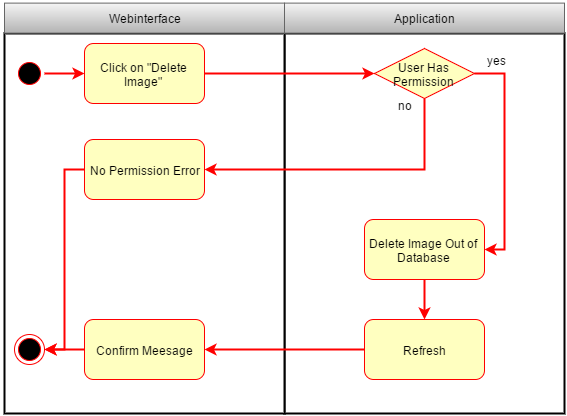 Webinterface
Application
Click on "Delete
Image"
User Has
Permission
yes
no
No Permission Error
Delete Image Out of
Database
Confirm Meesage
Refresh